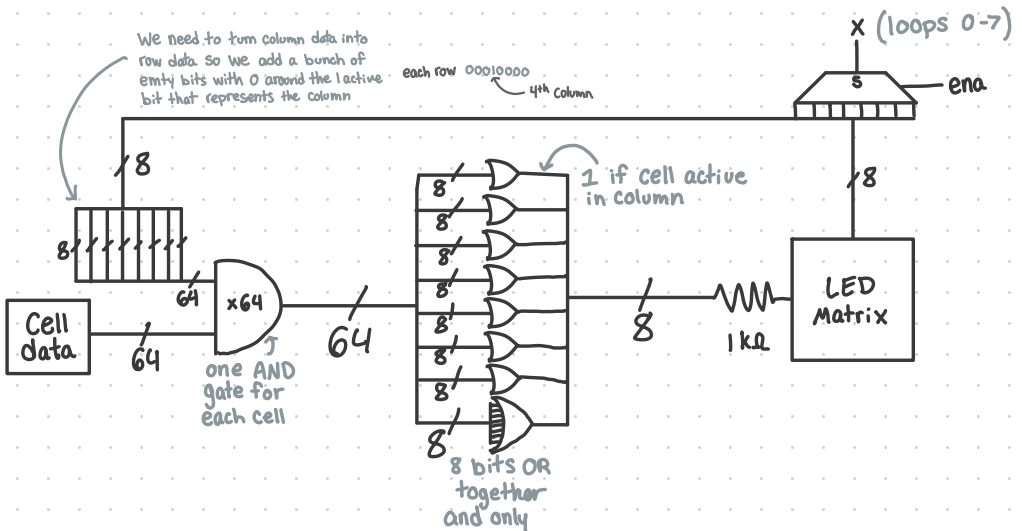 X (loops 0-7)
S
ena
We need to turn column data into
row data so we add a bunch of
emty bits with 0 around the 1 active
bit that represents the column
each row 00010000
4th column
8
8
8
64
x64
Cell
data
64
one AND
gate for
each cell
64
8
8
8
8
8
8
8
8
1 if cell active
in column
8 bits OR
together
and only
8
1 kΩ
8
LED
Matrix